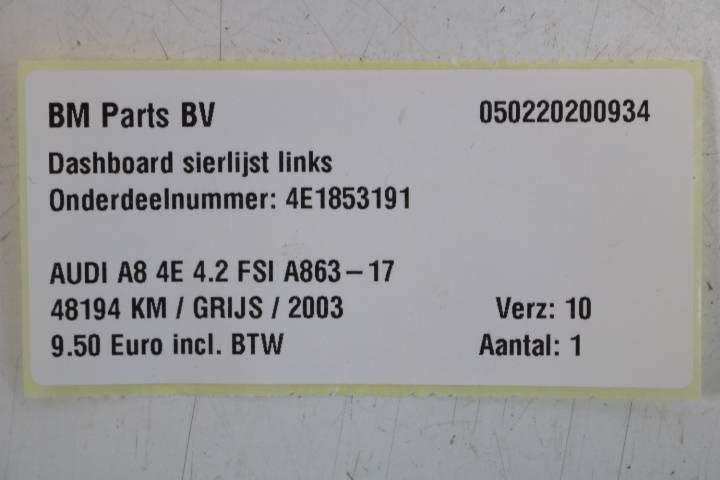 BM Parts BV 050220200934
Dashboard sierlijst links
Onderdeelnummer: 4E1853191
AUDI A8 4E 4.2 FSI A863-17
48194 KM / GRIJS / 2003 Verz: 10
9.50 Euro incl. BTW Aantal: 1